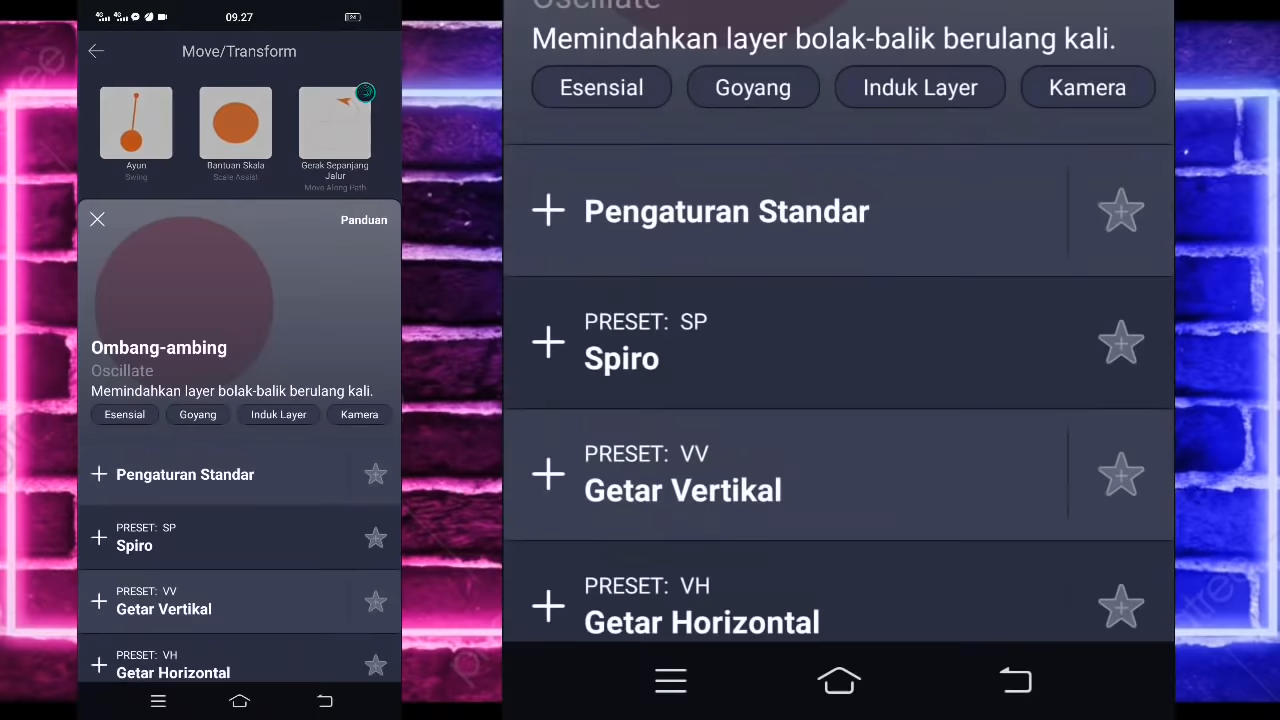 09.27
24
Move/Transform
Ayun
Swing
Bantuan Skala
Scale Assist
Gerak Sepanjang
Jalur
Move Along Path
Panduan
Ombang-ambing
Oscillate
Memindahkan layer bolak-balik berulang kali.
Esensial Goyang Induk Layer Kamera
Pengaturan Standar
PRESET: SP
Spiro
PRESET: VV
Getar Vertikal
PRESET: VH
Getar Horizontal
Oscillate
Memindahkan layer bolak-balik berulang kali.
Esensial Goyang Induk Layer Kamera
Pengaturan Standar
PRESET: SP
Spiro
PRESET: VV
Getar Vertikal
PRESET: VH
Getar Horizontal